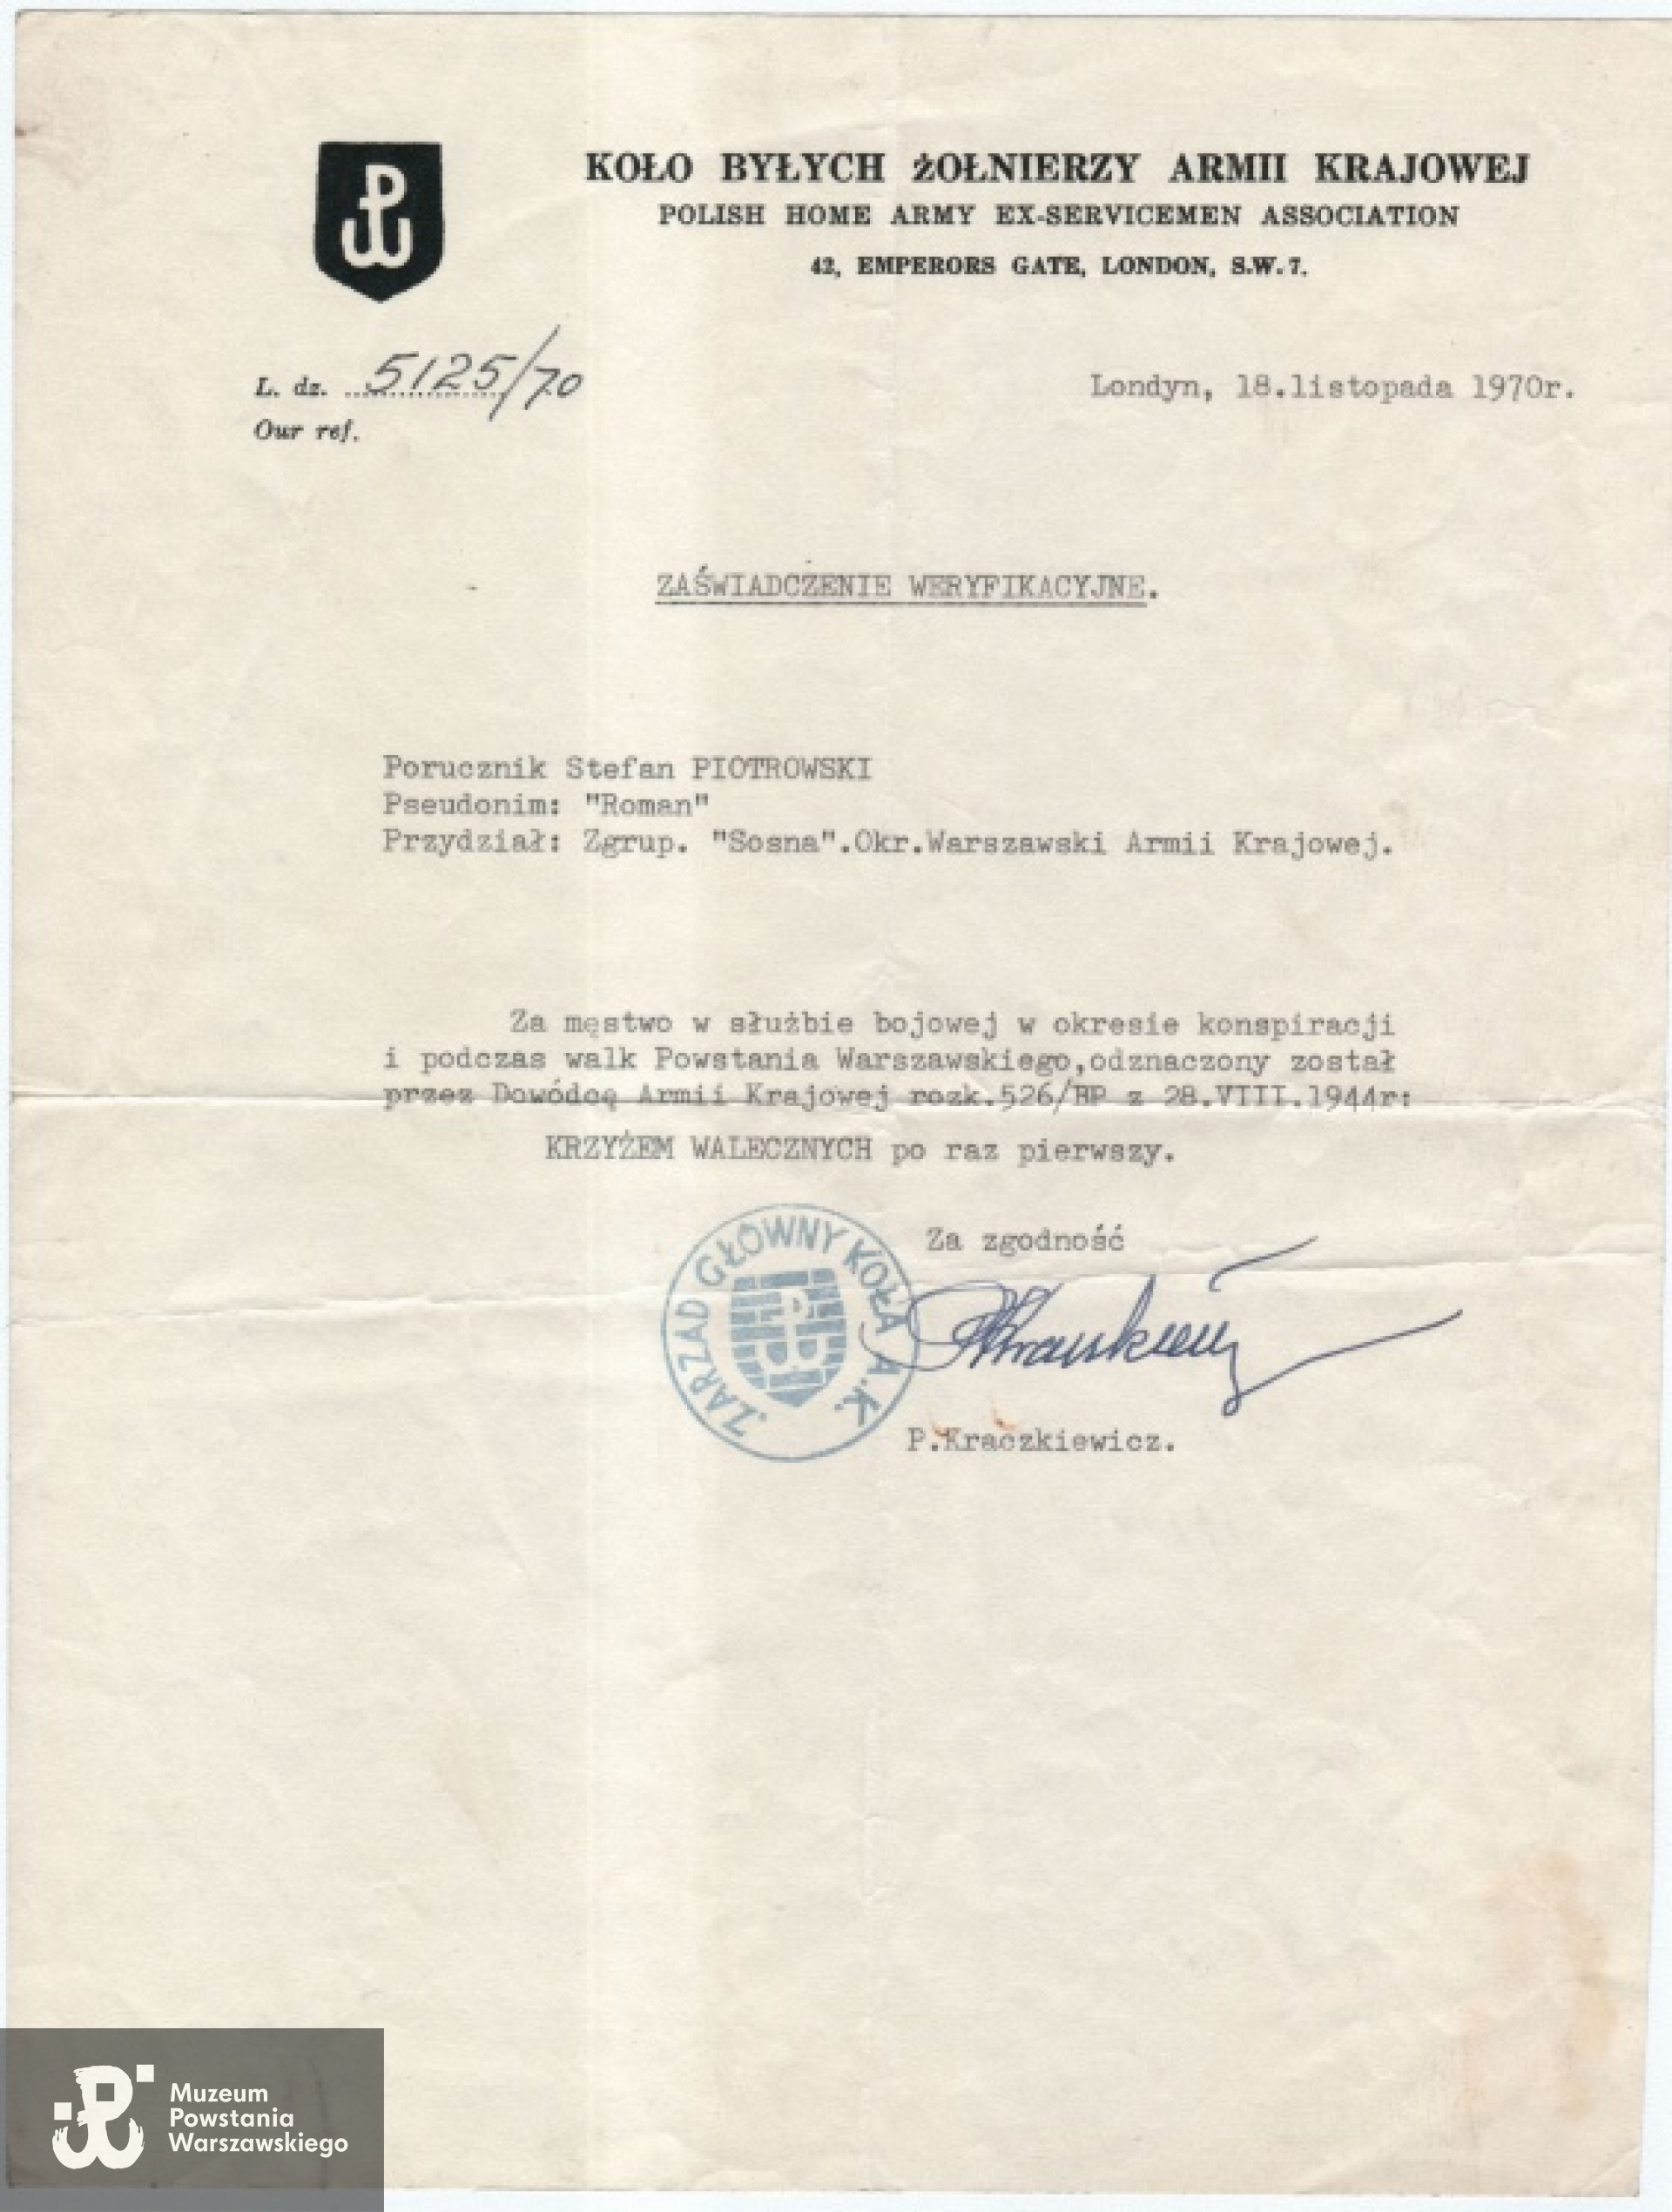 KOŁO BYŁYCH ŻOŁNIERZY ARMII KRAJOWEJ
POLISH HOME ARMY EX-SERVICEMEN ASSOCIATION
42, EMPERORS GATE, LONDON, S.W.7.
L. dz. 5125/70
Our ref.
Londyn, 18.listopada 1970r.
ZAŚWIADCZENIE WERYFIKACYJNE.
Porucznik Stefan PIOTROWSKI
Pseudonim: "Roman"
Przydział: Zgrup. "Sosna".Okr.Warszawski Armii Krajowej.
Za męstwo w służbie bojowej w okresie konspiracji
i podczas walk Powstania Warszawskiego,odznaczony został
przez Dowódcę Armii Krajowej rozk.526/BP z 28.VIII.1944r:
KRZYŻEM WALECZNYCH po raz pierwszy.
Za zgodność
ZARZAD GŁOWNY KOŁA A.K.
P.Kraczkiewicz.
Muzeum
Powstania
Warszawskiego